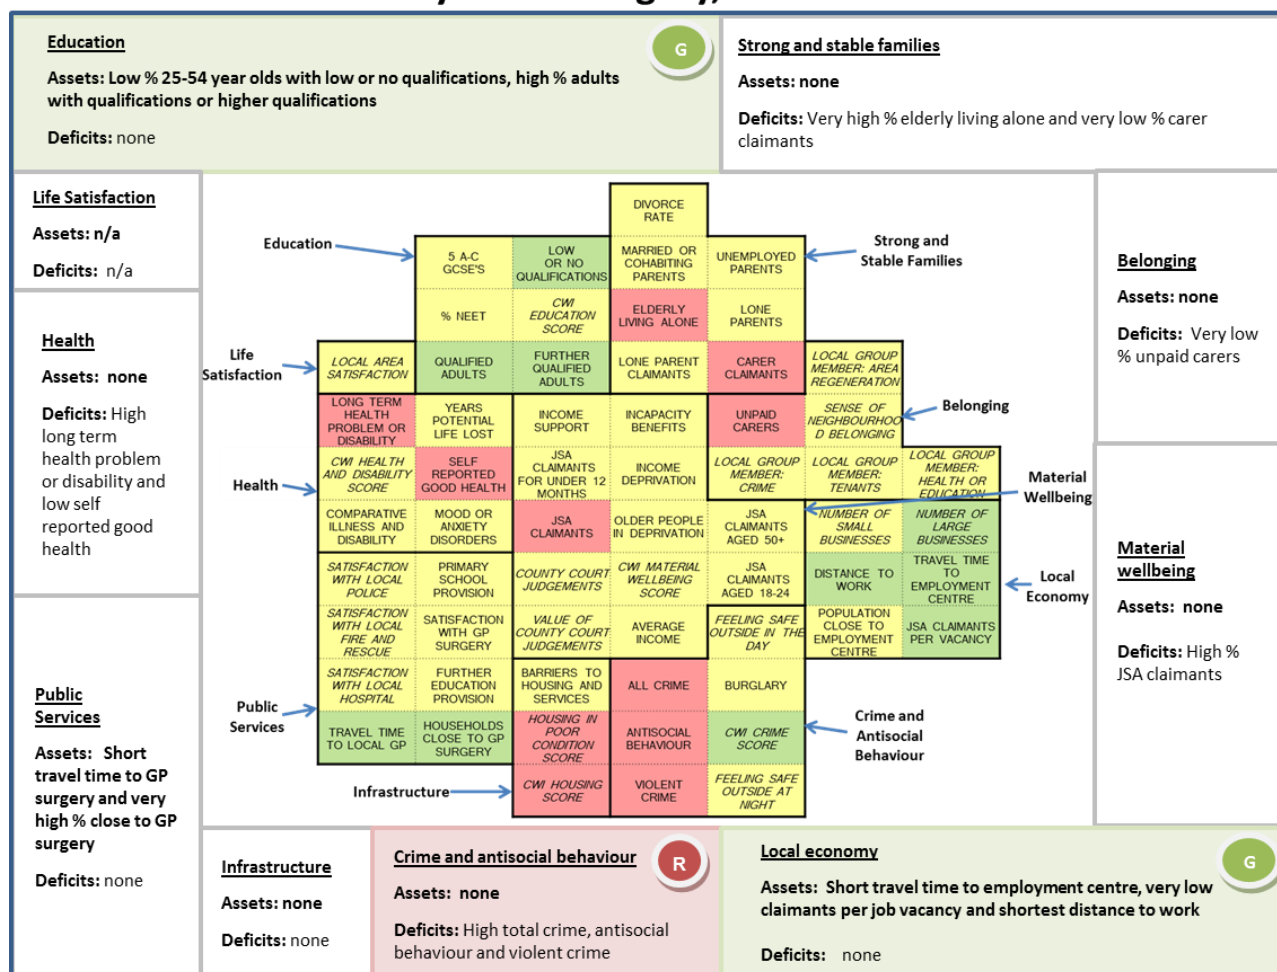 Education
G
Assets: Low % 25-54 year olds with low or no qualifications, high % adults
with qualifications or higher qualifications
Deficits: none
Strong and stable families
Assets: none
Deficits: Very high % elderly living alone and very low % carer
claimants
Life Satisfaction
Assets: n/a
Deficits: n/a
Health
Assets: none
Deficits: High
long term
health problem
or disability and
low self
reported good
health
Public
Services
Assets: Short
travel time to GP
surgery and very
high % close to GP
surgery
Deficits: none
Education
Life
Satisfaction
Health
Public
Services
Infrastructure
Strong and
Stable Families
Belonging
Material
Wellbeing
Local
Economy
Crime and
Antisocial
Behaviour
DIVORCE
RATE
5 A-C
GCSE'S
LOW
OR NO
QUALIFICATIONS
MARRIED OR
COHABITING
PARENTS
UNEMPLOYED
PARENTS
% NEET
CWI
EDUCATION
SCORE
ELDERLY
LIVING ALONE
LONE
PARENTS
LOCAL AREA
SATISFACTION
QUALIFIED
ADULTS
FURTHER
QUALIFIED
ADULTS
LONE PARENT
CLAIMANTS
CARER
CLAIMANTS
LOCAL GROUP
MEMBER: AREA
REGENERATION
LONG TERM
HEALTH
PROBLEM OR
DISABILITY
YEARS
POTENTIAL
LIFE LOST
INCOME
SUPPORT
INCAPACITY
BENEFITS
UNPAID
CARERS
SENSE OF
NEIGHBOURHOO
D BELONGING
CWI HEALTH
AND DISABILITY
SCORE
SELF
REPORTED
GOOD HEALTH
JSA
CLAIMANTS
FOR UNDER 12
MONTHS
INCOME
DEPRIVATION
LOCAL GROUP
MEMBER:
CRIME
LOCAL GROUP
MEMBER:
TENANTS
LOCAL GROUP
MEMBER:
HEALTH OR
EDUCATION
COMPARATIVE
ILLNESS AND
DISABILITY
MOOD OR
ANXIETY
DISORDERS
JSA
CLAIMANTS
OLDER PEOPLE
IN DEPRIVATION
JSA
CLAIMANTS
AGED 50+
NUMBER OF
SMALL
BUSINESSES
NUMBER OF
LARGE
BUSINESSES
SATISFACTION
WITH LOCAL
POLICE
PRIMARY
SCHOOL
PROVISION
COUNTY COURT
JUDGEMENTS
CWI MATERIAL
WELLBEING
SCORE
JSA
CLAIMANTS
AGED 18-24
DISTANCE TO
WORK
TRAVEL TIME
TO
EMPLOYMENT
CENTRE
SATISFACTION
WITH LOCAL
FIRE AND
RESCUE
SATISFACTION
WITH GP
SURGERY
VALUE OF
COUNTY COURT
JUDGEMENTS
AVERAGE
INCOME
FEELING SAFE
OUTSIDE IN THE
DAY
POPULATION
CLOSE TO
EMPLOYMENT
CENTRE
JSA CLAIMANTS
PER VACANCY
SATISFACTION
WITH LOCAL
HOSPITAL
FURTHER
EDUCATION
PROVISION
BARRIERS TO
HOUSING AND
SERVICES
ALL CRIME
BURGLARY
TRAVEL TIME
TO LOCAL GP
HOUSEHOLDS
CLOSE TO GP
SURGERY
HOUSING IN
POOR
CONDITION
SCORE
ANTISOCIAL
BEHAVIOUR
CWI CRIME
SCORE
CWI HOUSING
SCORE
VIOLENT
CRIME
FEELING SAFE
OUTSIDE AT
NIGHT
Belonging
Assets: none
Deficits: Very low
% unpaid carers
Material
wellbeing
Assets: none
Deficits: High %
JSA claimants
Infrastructure
Assets: none
Deficits: none
Crime and antisocial behaviour
R
Assets: none
Deficits: High total crime, antisocial
behaviour and violent crime
Local economy
G
Assets: Short travel time to employment centre, very low
claimants per job vacancy and shortest distance to work
Deficits: none